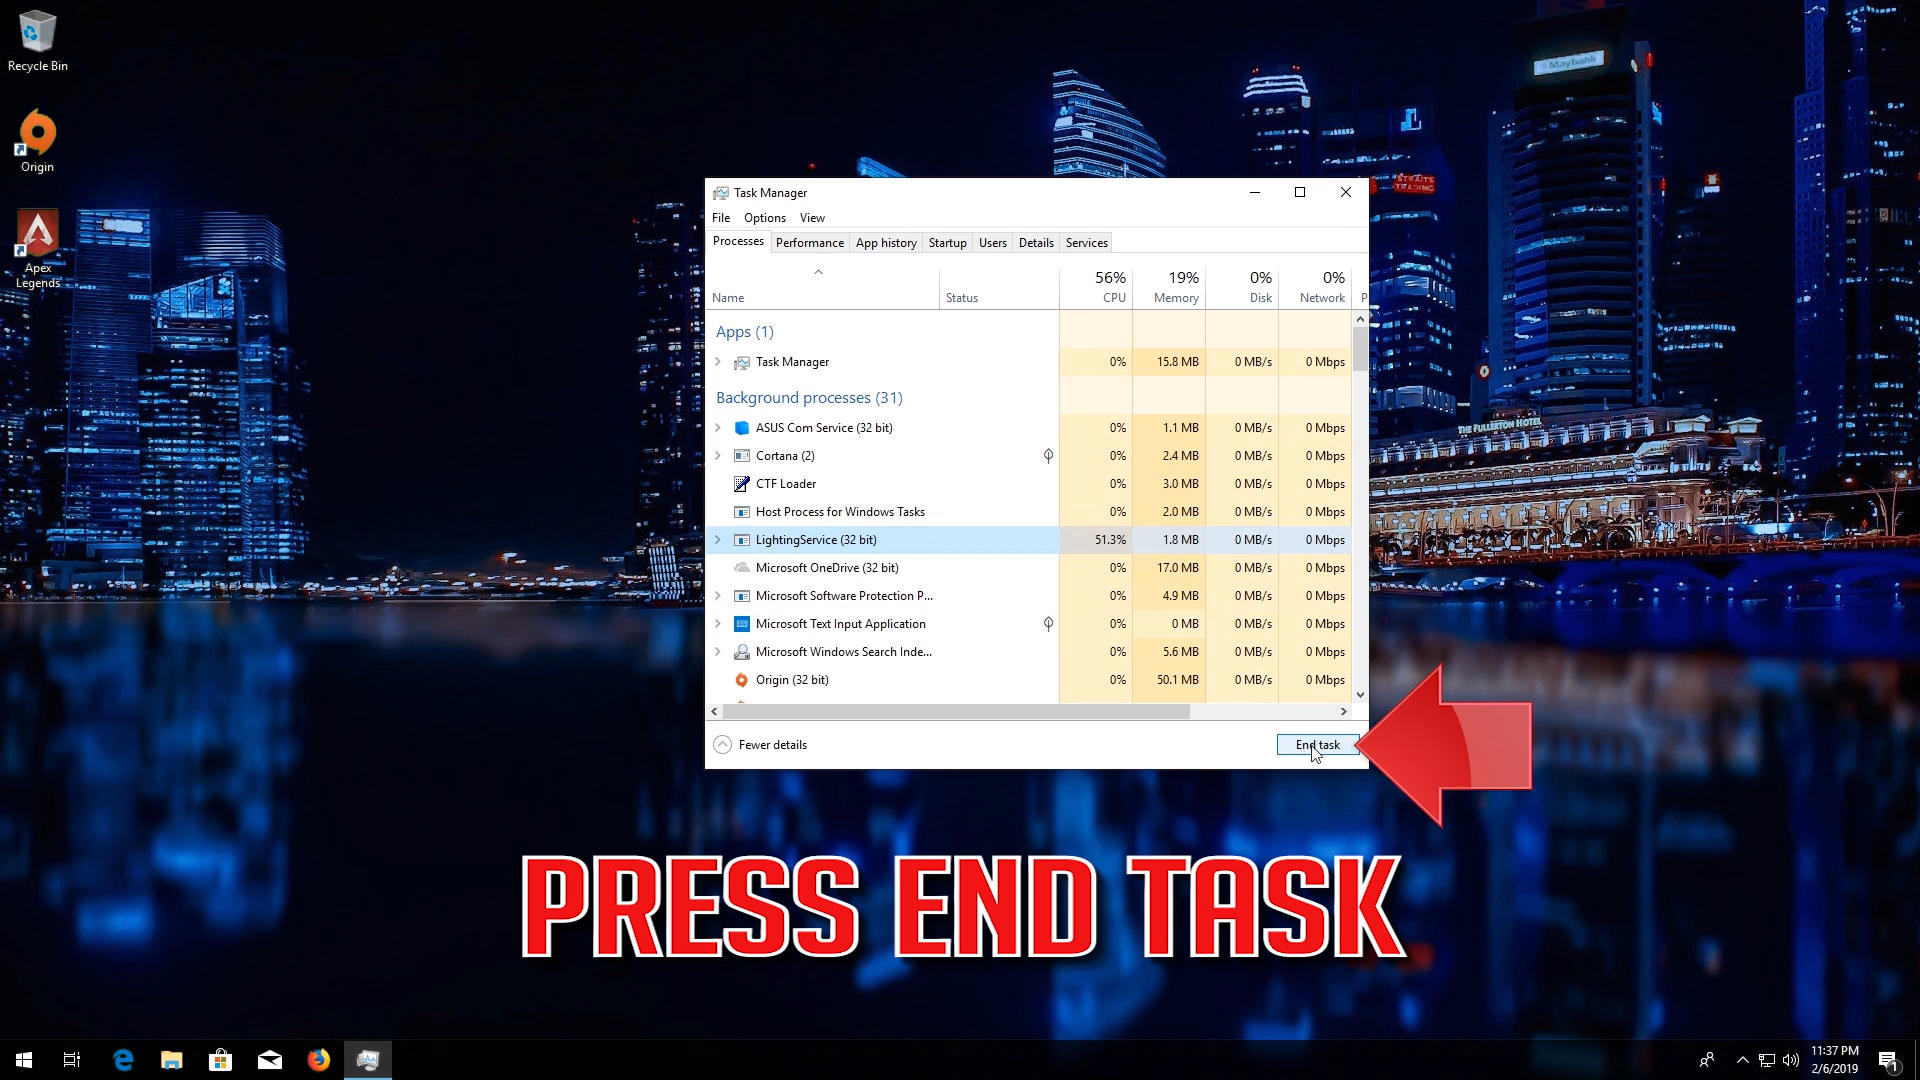 Recycle Bin
Origin
Apex
Legends
Maybank
STRAITS
TRADING
THE FULLERTON HOTEL
Task Manager
File Options View
Processes Performance App history Startup Users Details Services
56% 19% 0% 0%
Name Status CPU Memory Disk Network P
Apps (1)
Task Manager 0% 15.8 MB 0 MB/s 0 Mbps
Background processes (31)
ASUS Com Service (32 bit) 0% 1.1 MB 0 MB/s 0 Mbps
Cortana (2) 0% 2.4 MB 0 MB/s 0 Mbps
CTF Loader 0% 3.0 MB 0 MB/s 0 Mbps
Host Process for Windows Tasks 0% 2.0 MB 0 MB/s 0 Mbps
LightingService (32 bit) 51.3% 1.8 MB 0 MB/s 0 Mbps
Microsoft OneDrive (32 bit) 0% 17.0 MB 0 MB/s 0 Mbps
Microsoft Software Protection P... 0% 4.9 MB 0 MB/s 0 Mbps
Microsoft Text Input Application 0% 0 MB 0 MB/s 0 Mbps
Microsoft Windows Search Inde... 0% 5.6 MB 0 MB/s 0 Mbps
Origin (32 bit) 0% 50.1 MB 0 MB/s 0 Mbps
Fewer details End task
PRESS END TASK
11:37 PM
2/6/2019
1